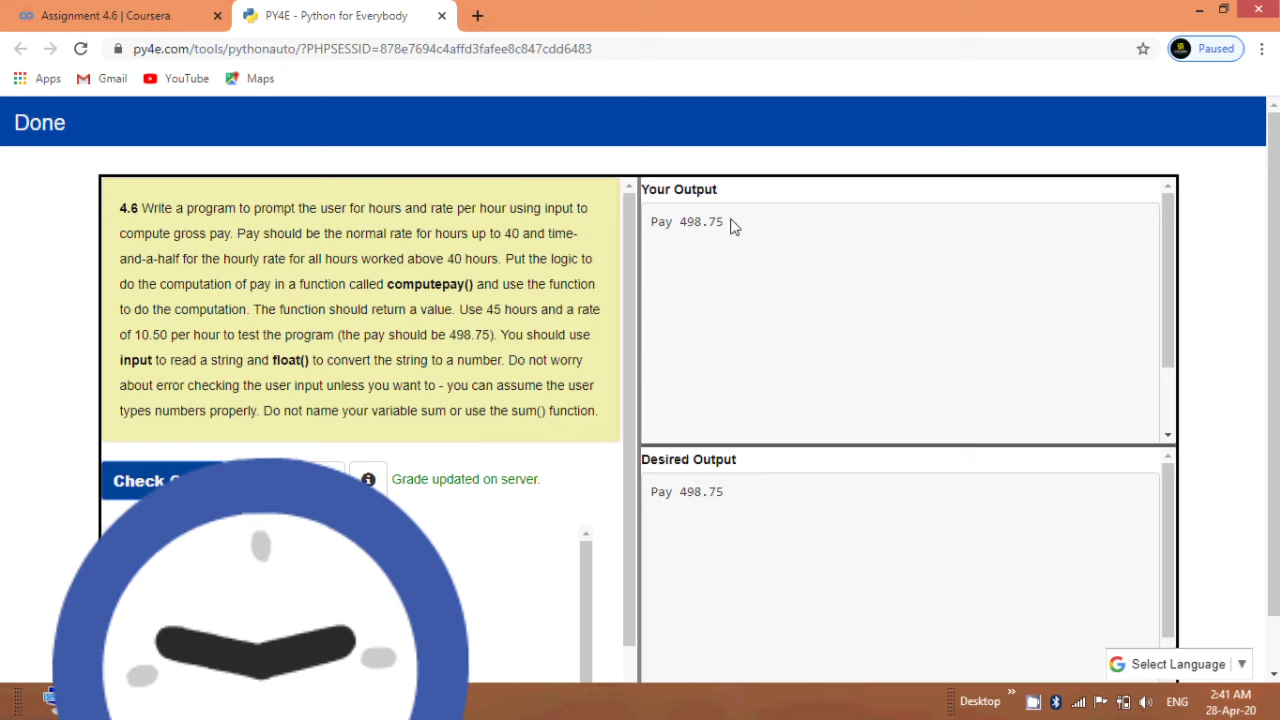 Assignment 4.6 | Coursera
PY4E - Python for Everybody
py4e.com/tools/pythonauto/?PHPSESSID=878e7694c4affd3fafee8c847cdd6483
Paused
Apps
Gmail
YouTube
Maps
Done
4.6 Write a program to prompt the user for hours and rate per hour using input to
compute gross pay. Pay should be the normal rate for hours up to 40 and time-
and-a-half for the hourly rate for all hours worked above 40 hours. Put the logic to
do the computation of pay in a function called computepay() and use the function
to do the computation. The function should return a value. Use 45 hours and a rate
of 10.50 per hour to test the program (the pay should be 498.75). You should use
input to read a string and float() to convert the string to a number. Do not worry
about error checking the user input unless you want to - you can assume the user
types numbers properly. Do not name your variable sum or use the sum() function.
Check
Grade updated on server.
Your Output
Pay 498.75
Desired Output
Pay 498.75
Select Language
Desktop
ENG
2:41 AM
28-Apr-20